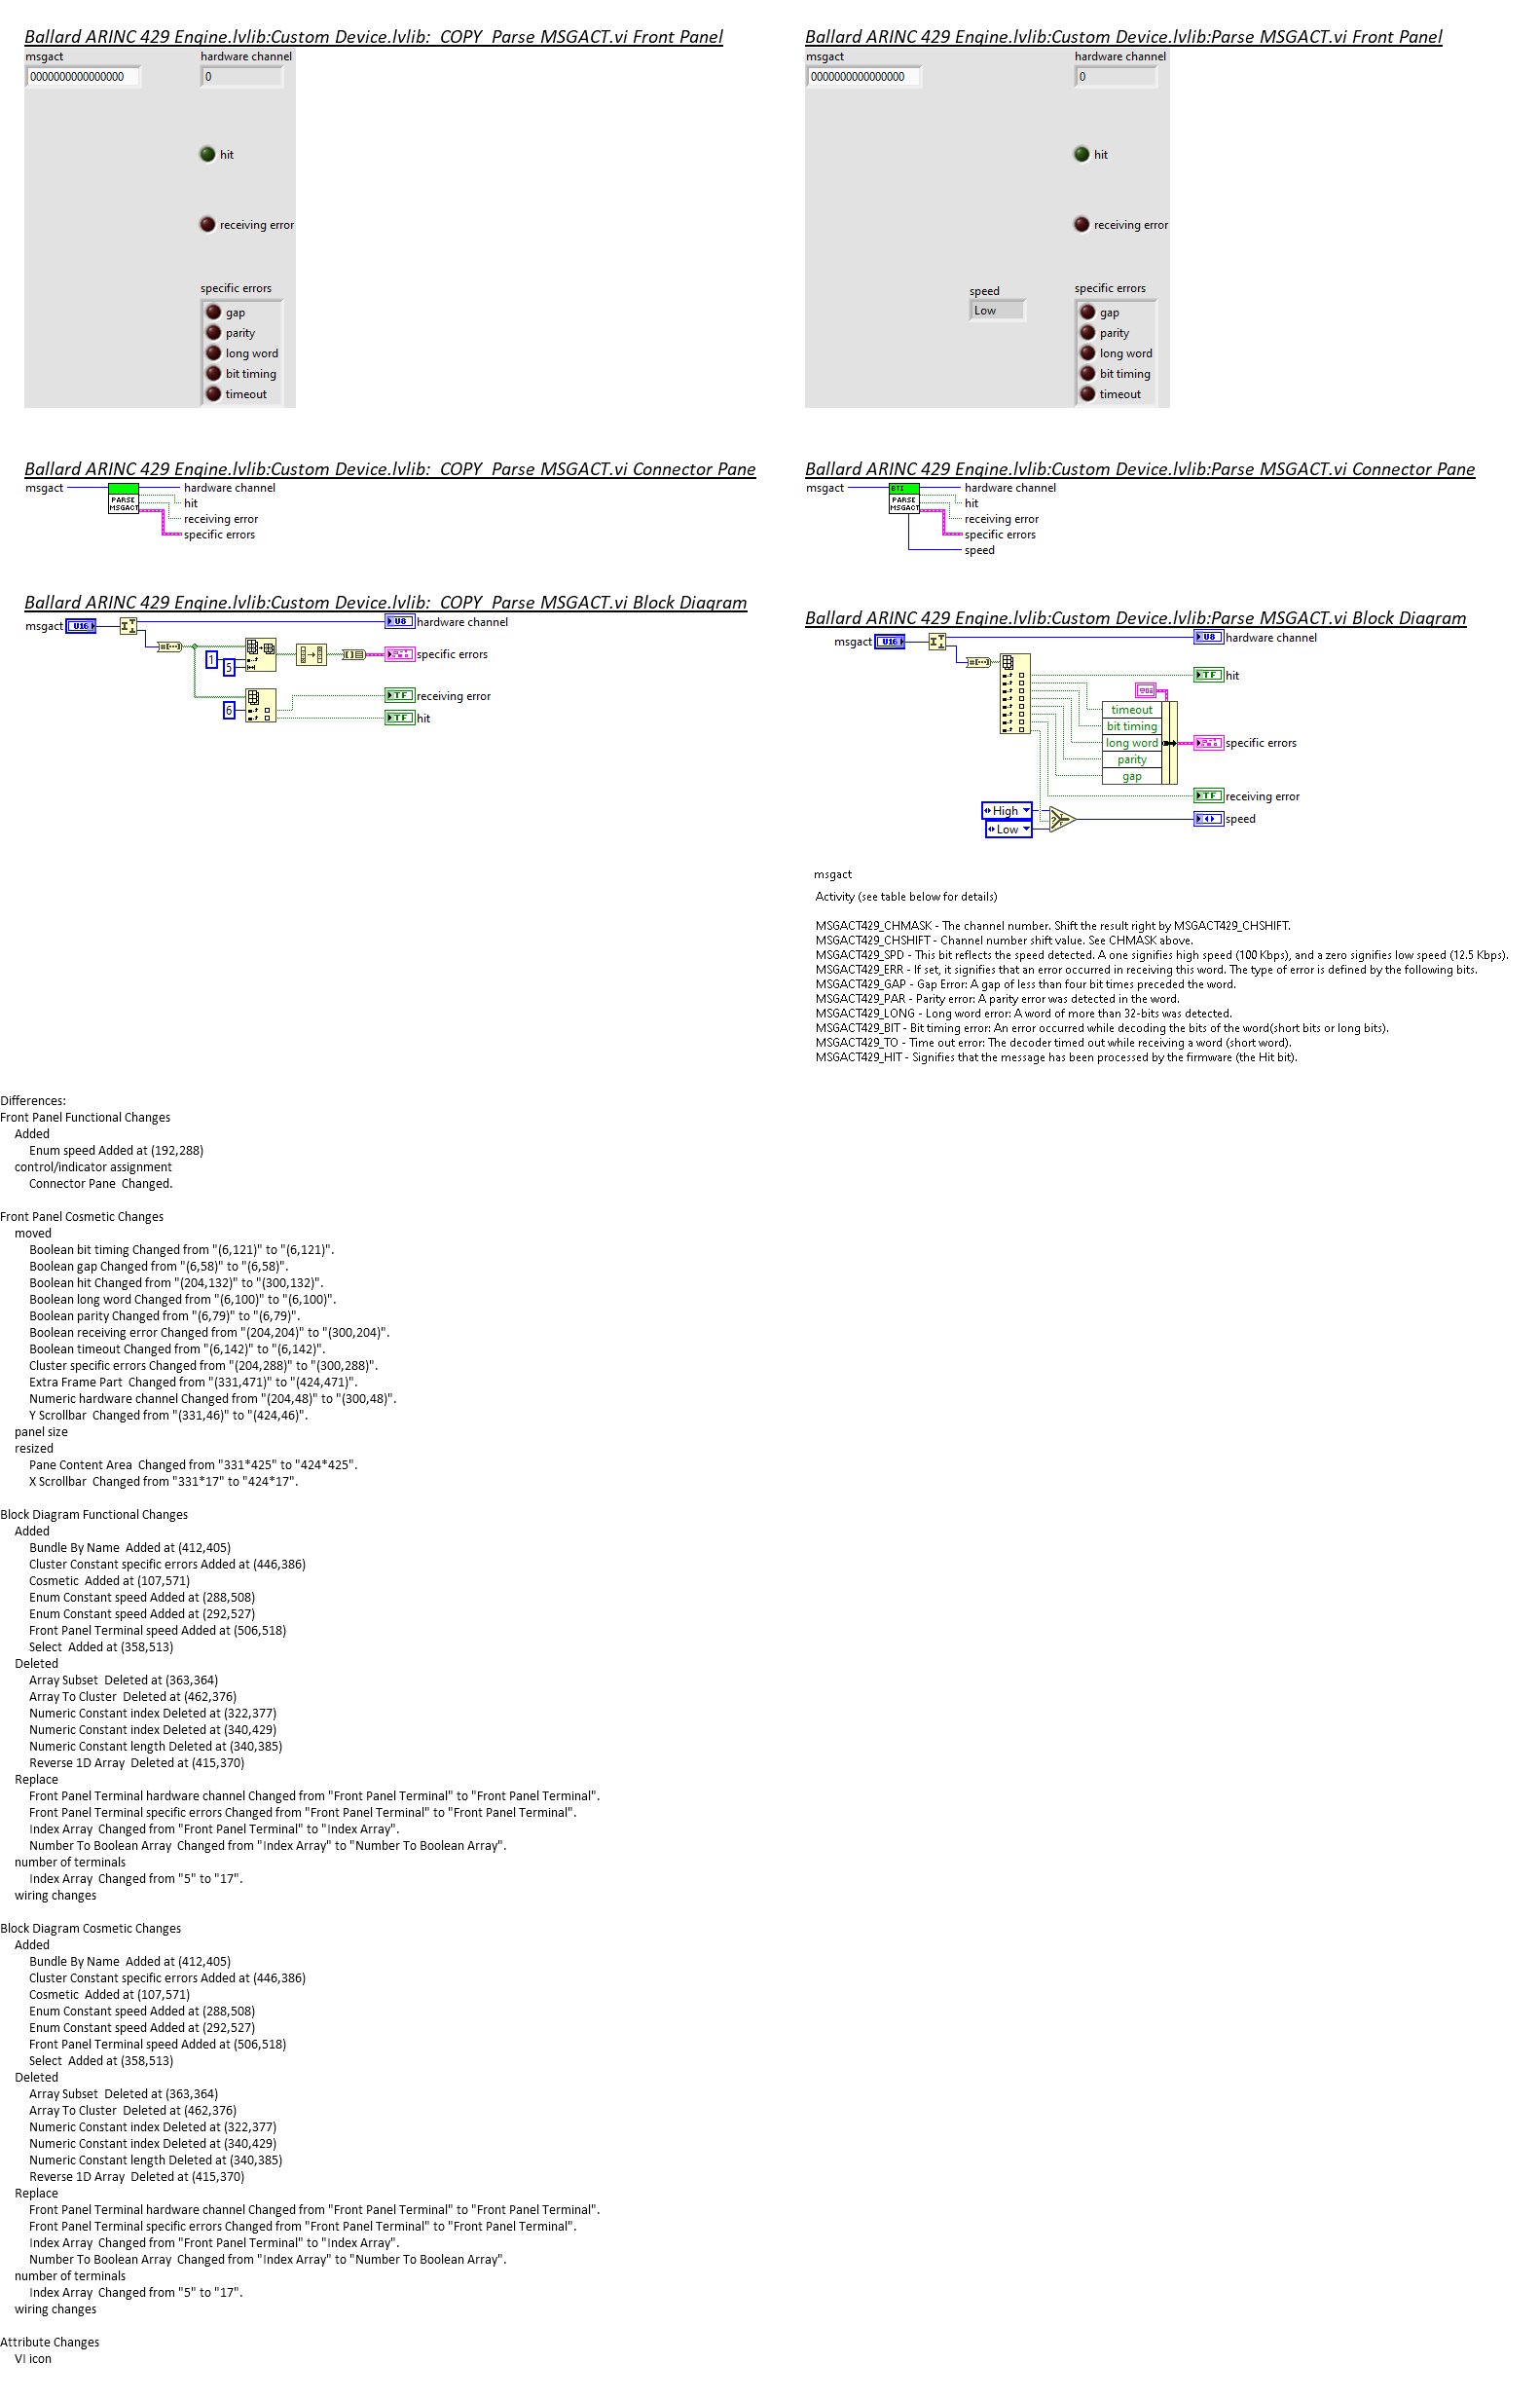 Ballard ARINC 429 Engine.lvlib:Custom Device.lvlib:_COPY_Parse MSGACT.vi Front Panel
msgact
hardware channel
0000000000000000
0
hit
receiving error
specific errors
gap
parity
long word
bit timing
timeout
Ballard ARINC 429 Engine.lvlib:Custom Device.lvlib:Parse MSGACT.vi Front Panel
msgact
hardware channel
0000000000000000
0
hit
receiving error
speed
Low
specific errors
gap
parity
long word
bit timing
timeout
Ballard ARINC 429 Engine.lvlib:Custom Device.lvlib:_COPY_Parse MSGACT.vi Connector Pane
msgact
PARSE
MSGACT
hardware channel
hit
receiving error
specific errors
Ballard ARINC 429 Engine.lvlib:Custom Device.lvlib:Parse MSGACT.vi Connector Pane
msgact
BTI
PARSE
MSGACT
hardware channel
hit
receiving error
specific errors
speed
Ballard ARINC 429 Engine.lvlib:Custom Device.lvlib:_COPY_Parse MSGACT.vi Block Diagram
msgact
U16
U8
hardware channel
1
5
specific errors
6
TF
receiving error
TF
hit
Ballard ARINC 429 Engine.lvlib:Custom Device.lvlib:Parse MSGACT.vi Block Diagram
msgact
U16
U8
hardware channel
TF
hit
timeout
bit timing
long word
parity
gap
specific errors
TF
receiving error
High
Low
speed
msgact
Activity (see table below for details)
MSGACT429_CHMASK - The channel number. Shift the result right by MSGACT429_CHSHIFT.
MSGACT429_CHSHIFT - Channel number shift value. See CHMASK above.
MSGACT429_SPD - This bit reflects the speed detected. A one signifies high speed (100 Kbps), and a zero signifies low speed (12.5 Kbps).
MSGACT429_ERR - If set, it signifies that an error occurred in receiving this word. The type of error is defined by the following bits.
MSGACT429_GAP - Gap Error: A gap of less than four bit times preceded the word.
MSGACT429_PAR - Parity error: A parity error was detected in the word.
MSGACT429_LONG - Long word error: A word of more than 32-bits was detected.
MSGACT429_BIT - Bit timing error: An error occurred while decoding the bits of the word(short bits or long bits).
MSGACT429_TO - Time out error: The decoder timed out while receiving a word (short word).
MSGACT429_HIT - Signifies that the message has been processed by the firmware (the Hit bit).
Differences:
Front Panel Functional Changes
Added
Enum speed Added at (192,288)
control/indicator assignment
Connector Pane  Changed.
Front Panel Cosmetic Changes
moved
Boolean bit timing Changed from "(6,121)" to "(6,121)".
Boolean gap Changed from "(6,58)" to "(6,58)".
Boolean hit Changed from "(204,132)" to "(300,132)".
Boolean long word Changed from "(6,100)" to "(6,100)".
Boolean parity Changed from "(6,79)" to "(6,79)".
Boolean receiving error Changed from "(204,204)" to "(300,204)".
Boolean timeout Changed from "(6,142)" to "(6,142)".
Cluster specific errors Changed from "(204,288)" to "(300,288)".
Extra Frame Part  Changed from "(331,471)" to "(424,471)".
Numeric hardware channel Changed from "(204,48)" to "(300,48)".
Y Scrollbar  Changed from "(331,46)" to "(424,46)".
panel size
resized
Pane Content Area  Changed from "331*425" to "424*425".
X Scrollbar  Changed from "331*17" to "424*17".
Block Diagram Functional Changes
Added
Bundle By Name  Added at (412,405)
Cluster Constant specific errors Added at (446,386)
Cosmetic  Added at (107,571)
Enum Constant speed Added at (288,508)
Enum Constant speed Added at (292,527)
Front Panel Terminal speed Added at (506,518)
Select  Added at (358,513)
Deleted
Array Subset  Deleted at (363,364)
Array To Cluster  Deleted at (462,376)
Numeric Constant index Deleted at (322,377)
Numeric Constant index Deleted at (340,429)
Numeric Constant length Deleted at (340,385)
Reverse 1D Array  Deleted at (415,370)
Replace
Front Panel Terminal hardware channel Changed from "Front Panel Terminal" to "Front Panel Terminal".
Front Panel Terminal specific errors Changed from "Front Panel Terminal" to "Front Panel Terminal".
Index Array  Changed from "Front Panel Terminal" to "Index Array".
Number To Boolean Array  Changed from "Index Array" to "Number To Boolean Array".
number of terminals
Index Array  Changed from "5" to "17".
wiring changes
Block Diagram Cosmetic Changes
Added
Bundle By Name  Added at (412,405)
Cluster Constant specific errors Added at (446,386)
Cosmetic  Added at (107,571)
Enum Constant speed Added at (288,508)
Enum Constant speed Added at (292,527)
Front Panel Terminal speed Added at (506,518)
Select  Added at (358,513)
Deleted
Array Subset  Deleted at (363,364)
Array To Cluster  Deleted at (462,376)
Numeric Constant index Deleted at (322,377)
Numeric Constant index Deleted at (340,429)
Numeric Constant length Deleted at (340,385)
Reverse 1D Array  Deleted at (415,370)
Replace
Front Panel Terminal hardware channel Changed from "Front Panel Terminal" to "Front Panel Terminal".
Front Panel Terminal specific errors Changed from "Front Panel Terminal" to "Front Panel Terminal".
Index Array  Changed from "Front Panel Terminal" to "Index Array".
Number To Boolean Array  Changed from "Index Array" to "Number To Boolean Array".
number of terminals
Index Array  Changed from "5" to "17".
wiring changes
Attribute Changes
VI icon